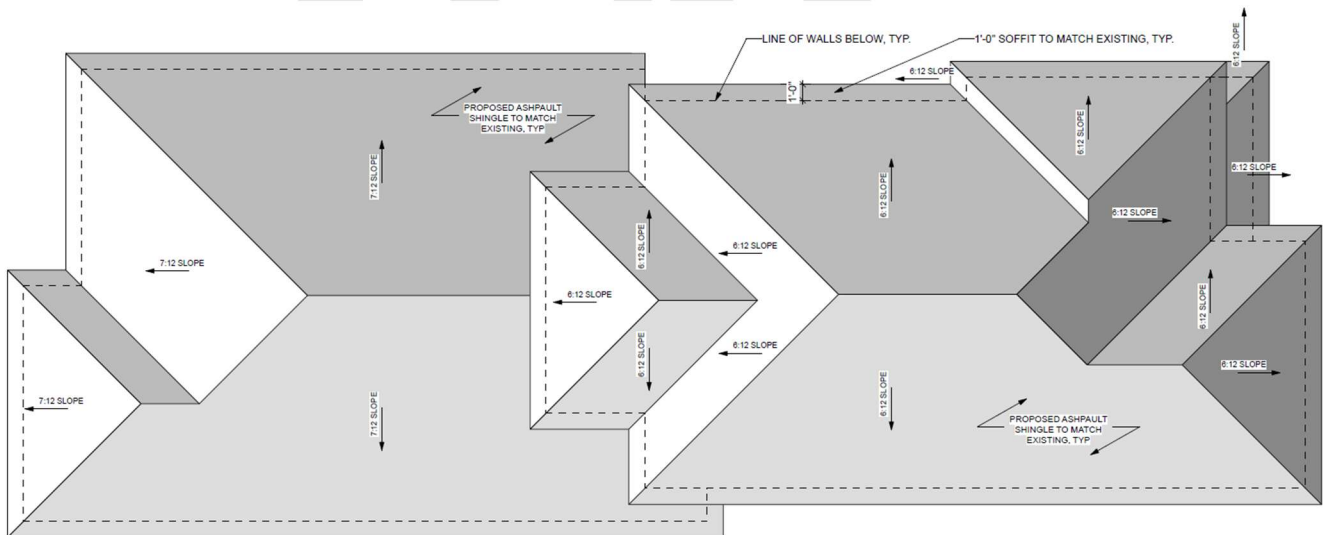 LINE OF WALLS BELOW, TYP.
1'-0" SOFFIT TO MATCH EXISTING, TYP.
6:12 SLOPE
6:12 SLOPE
1'-0"
PROPOSED ASHPAULT
SHINGLE TO MATCH
EXISTING, TYP
7:12 SLOPE
6:12 SLOPE
6:12 SLOPE
6:12 SLOPE
6:12 SLOPE
6:12 SLOPE
6:12 SLOPE
6:12 SLOPE
7:12 SLOPE
6:12 SLOPE
6:12 SLOPE
6:12 SLOPE
6:12 SLOPE
6:12 SLOPE
7:12 SLOPE
7:12 SLOPE
6:12 SLOPE
PROPOSED ASHPAULT
SHINGLE TO MATCH
EXISTING, TYP